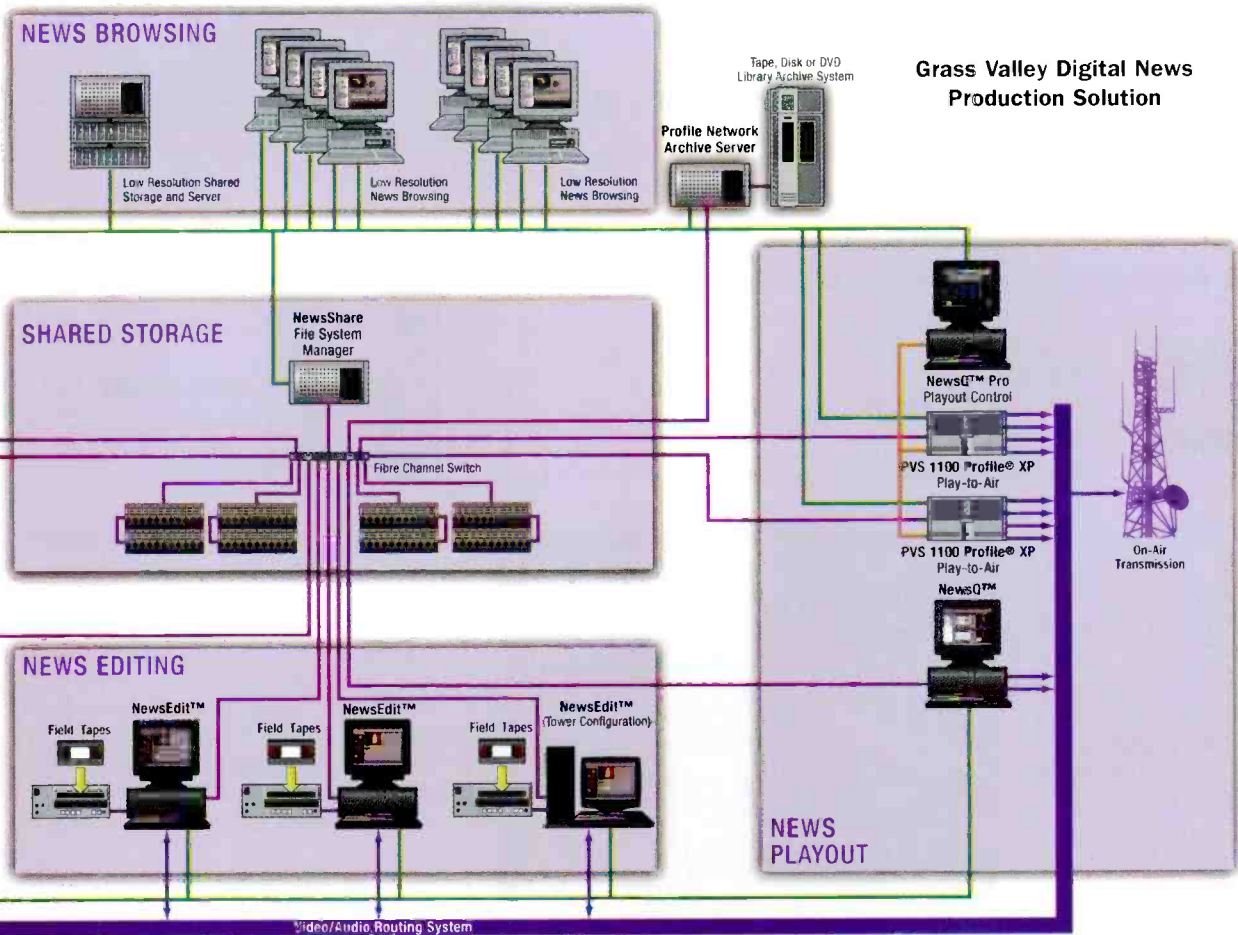 NEWS BROWSING
Low Resolution Shared
Storage and Server
Low Resolution
News Browsing
Low Resolution
News Browsing
Tape, Disk or DVD
Library Archive System
Profile Network
Archive Server
Grass Valley Digital News
Production Solution
SHARED STORAGE
NewsShare
File System
Manager
Fibre Channel Switch
NewsQ™ Pro
Playout Control
PVS 1100 Profile® XP
Play-to-Air
PVS 1100 Profile® XP
Play-to-Air
NewsQ™
On-Air
Transmission
NEWS EDITING
Field Tapes
NewsEdit™
Field Tapes
NewsEdit™
Field Tapes
NewsEdit™
(Tower Configuration)
NEWS
PLAYOUT
Video/Audio Routing System